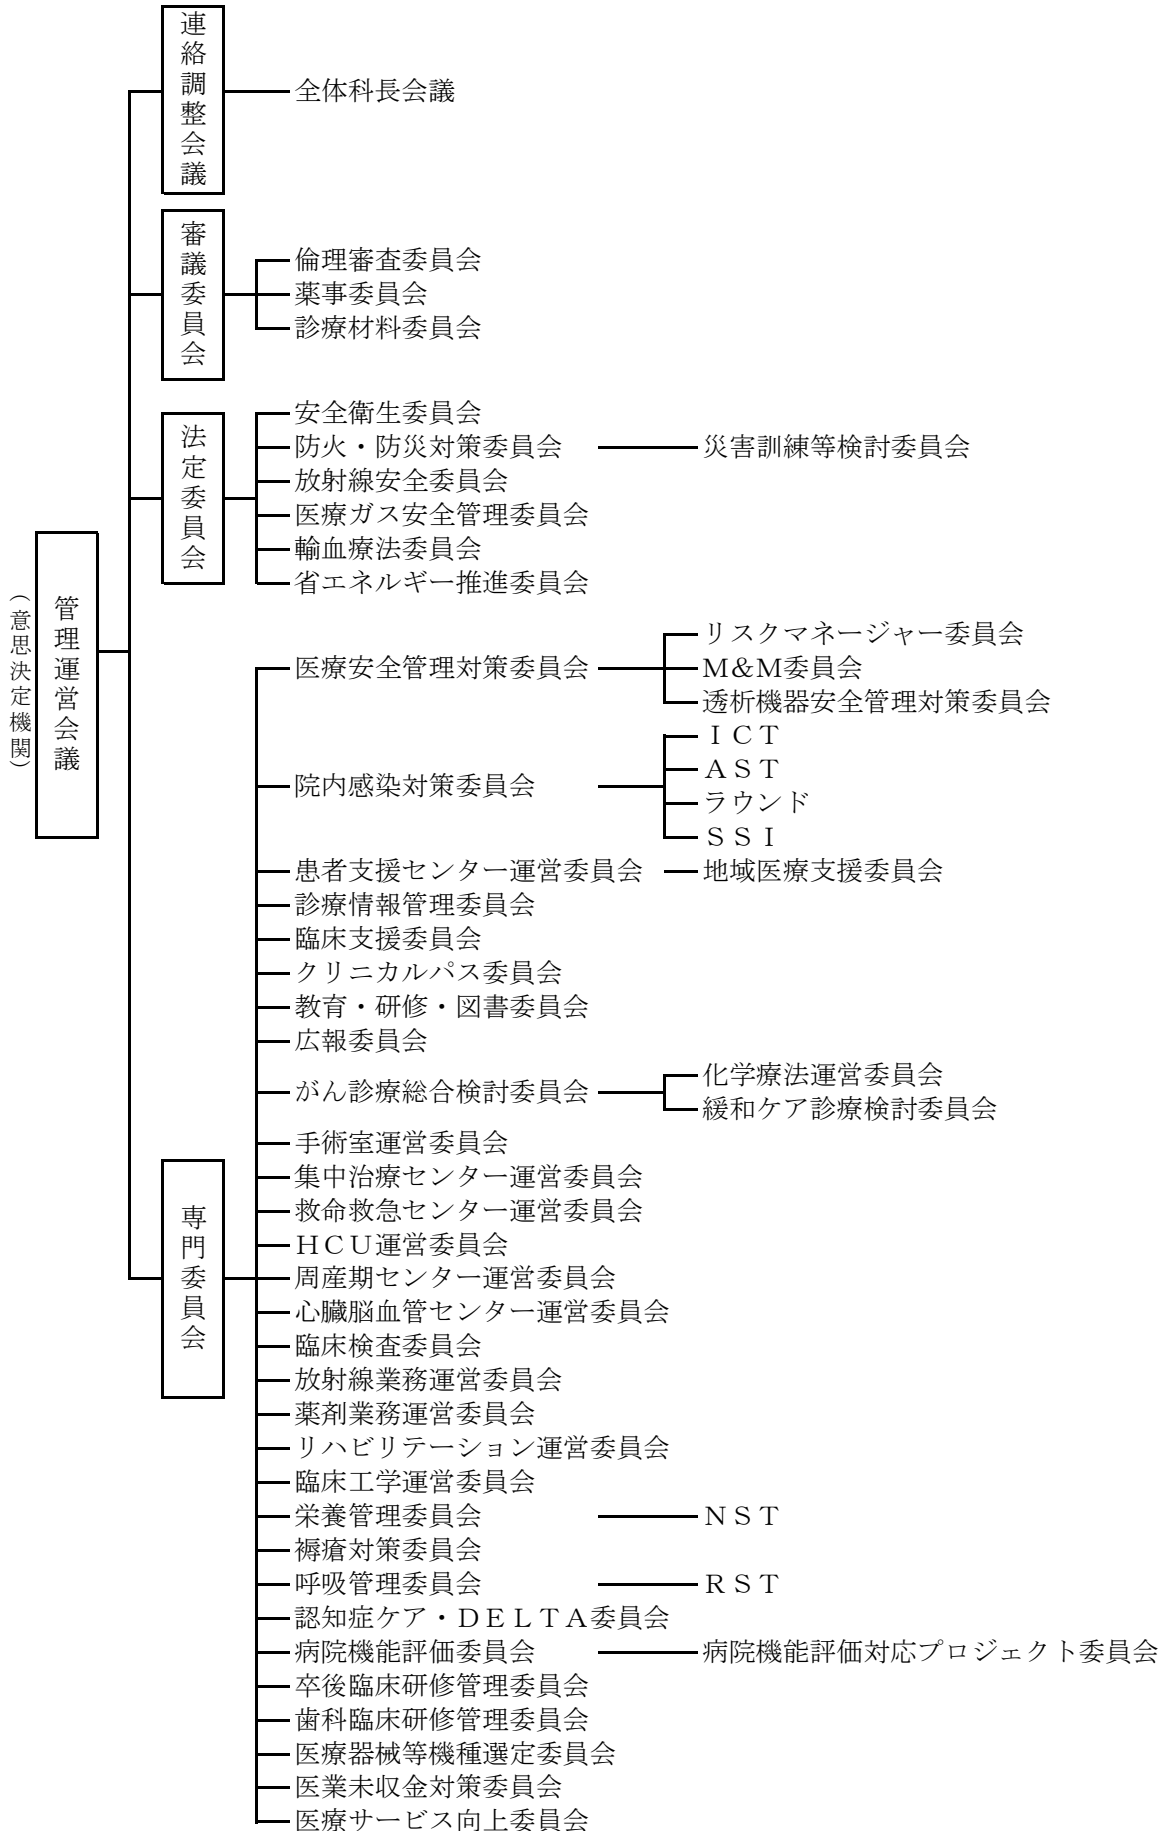 (意思決定機関)
管理運営会議
連絡調整会議
全体科長会議
審議委員会
倫理審査委員会
薬事委員会
診療材料委員会
法定委員会
安全衛生委員会
防火・防災対策委員会
災害訓練等検討委員会
放射線安全委員会
医療ガス安全管理委員会
輸血療法委員会
省エネルギー推進委員会
専門委員会
医療安全管理対策委員会
リスクマネージャー委員会
M&M委員会
透析機器安全管理対策委員会
院内感染対策委員会
ICT
AST
ラウンド
SSI
患者支援センター運営委員会
地域医療支援委員会
診療情報管理委員会
臨床支援委員会
クリニカルパス委員会
教育・研修・図書委員会
広報委員会
がん診療総合検討委員会
化学療法運営委員会
緩和ケア診療検討委員会
手術室運営委員会
集中治療センター運営委員会
救命救急センター運営委員会
HCU運営委員会
周産期センター運営委員会
心臓脳血管センター運営委員会
臨床検査委員会
放射線業務運営委員会
薬剤業務運営委員会
リハビリテーション運営委員会
臨床工学運営委員会
栄養管理委員会
NST
褥瘡対策委員会
呼吸管理委員会
RST
認知症ケア・DELTA委員会
病院機能評価委員会
病院機能評価対応プロジェクト委員会
卒後臨床研修管理委員会
歯科臨床研修管理委員会
医療器械等機種選定委員会
医業未収金対策委員会
医療サービス向上委員会